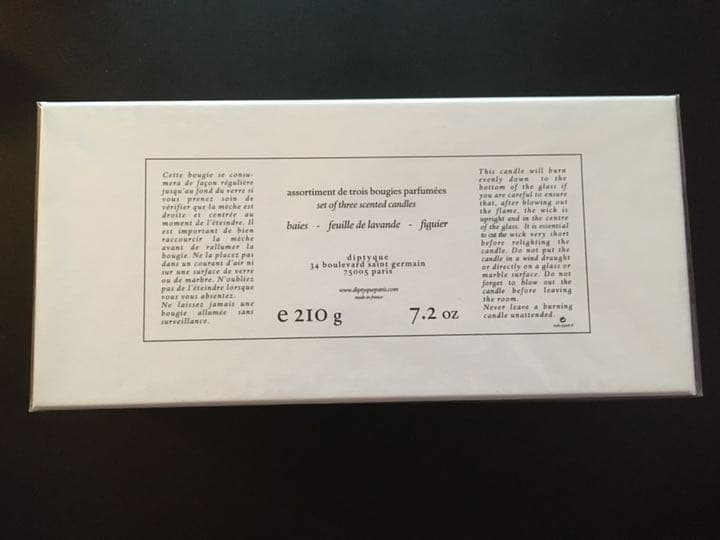 Cette bougie se consu-
mera de façon régulière
jusqu'au fond du verre si
vous prenez soin de
vérifier que la mèche est
droite et centrée au
moment de l'éteindre. Il
est important de bien
raccourcir la mèche
avant de rallumer la
bougie. Ne la placez pas
dans un courant d'air ni
sur une surface de verre
ou de marbre. N'oubliez
pas de l'éteindre lorsque
vous vous absentez.
Ne laissez jamais une
bougie allumée sans
surveillance.
assortiment de trois bougies parfumées
set of three scented candles
baies - feuille de lavande - figuier
diptyque
34 boulevard saint germain
75005 paris
www.diptyqueparis.com
made in france
e 210 g 7.2 oz
This candle will burn
evenly down to the
bottom of the glass if
you are careful to ensure
that, after blowing out
the flame, the wick is
upright and in the centre
of the glass. It is essential
to cut the wick very short
before relighting the
candle. Do not put the
candle in a wind draught
or directly on a glass or
marble surface. Do not
forget to blow out the
candle before leaving
the room.
Never leave a burning
candle unattended.